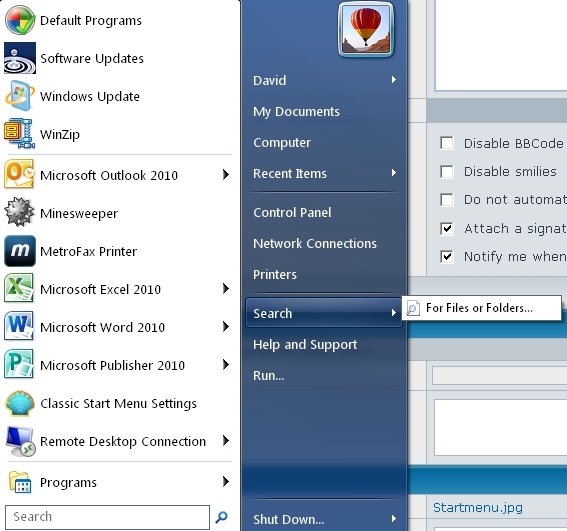 Default Programs
Software Updates
Windows Update
WinZip
Microsoft Outlook 2010
Minesweeper
m
MetroFax Printer
Microsoft Excel 2010
Microsoft Word 2010
Microsoft Publisher 2010
Classic Start Menu Settings
Remote Desktop Connection
Programs
Search
David
My Documents
Computer
Recent Items
Control Panel
Network Connections
Printers
Search
Help and Support
Run...
Shut Down...
For Files or Folders...
Disable BBCode
Disable smilies
Do not automat
Attach a signat
Notify me when
Startmenu.jpg